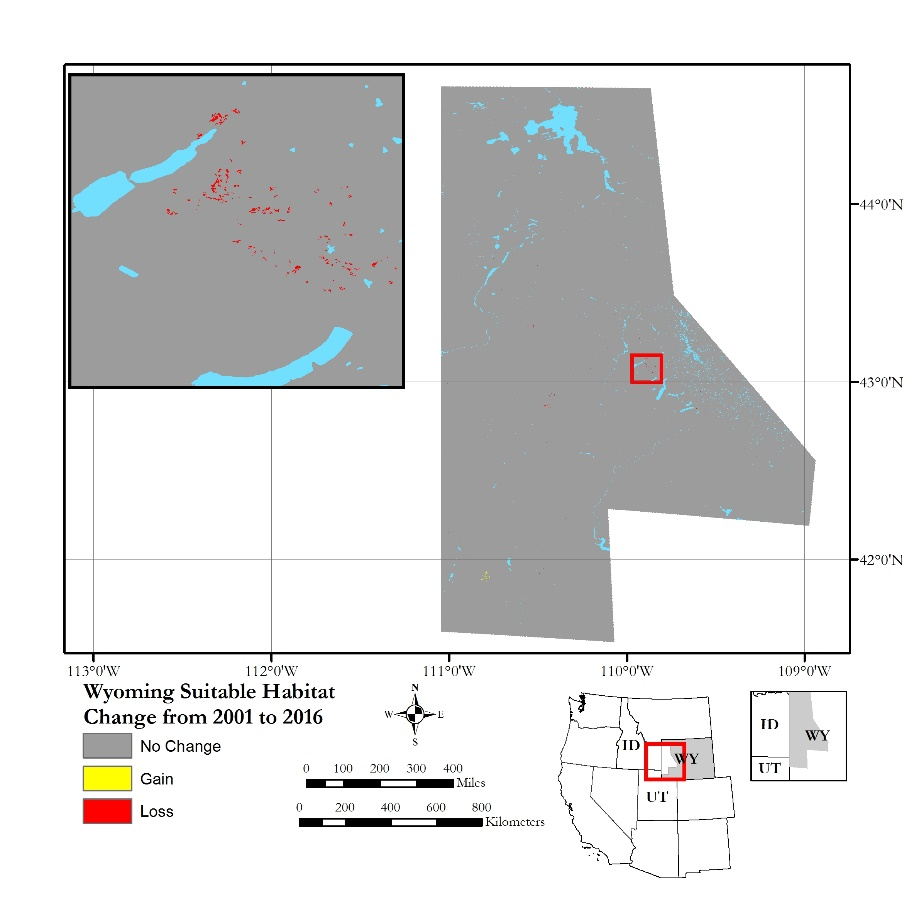 44°0'N
43°0'N
42°0'N
113°0'W 112°0'W 111°0'W 110°0'W 109°0'W
Wyoming Suitable Habitat
Change from 2001 to 2016
No Change
Gain
Loss
N
W E
S
0 100 200 300 400
Miles
0 200 400 600 800
Kilometers
ID
WY
UT
ID
WY
UT